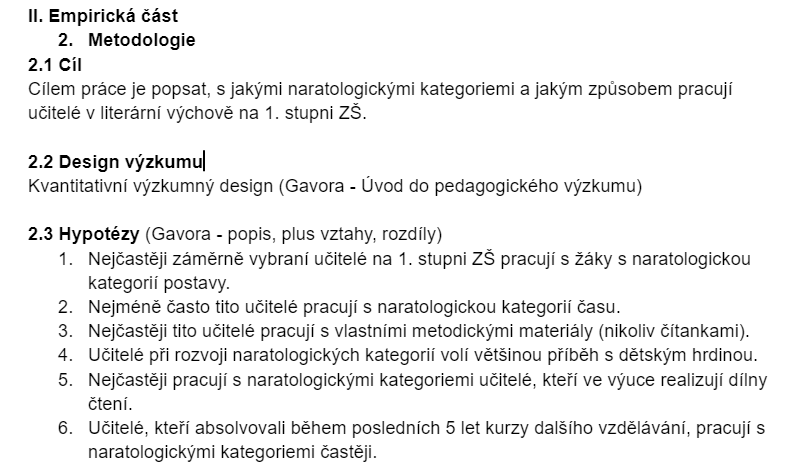 II. Empirická část
2. Metodologie
2.1 Cíl
Cílem práce je popsat, s jakými naratologickými kategoriemi a jakým způsobem pracují
učitelé v literární výchově na 1. stupni ZŠ.
2.2 Design výzkumu
Kvantitativní výzkumný design (Gavora - Úvod do pedagogického výzkumu)
2.3 Hypotézy (Gavora - popis, plus vztahy, rozdíly)
1. Nejčastěji záměrně vybraní učitelé na 1. stupni ZŠ pracují s žáky s naratologickou
kategorií postavy.
2. Nejméně často tito učitelé pracují s naratologickou kategorií času.
3. Nejčastěji tito učitelé pracují s vlastními metodickými materiály (nikoliv čítankami).
4. Učitelé při rozvoji naratologických kategorií volí většinou příběh s dětským hrdinou.
5. Nejčastěji pracují s naratologickými kategoriemi učitelé, kteří ve výuce realizují dílny
čtení.
6. Učitelé, kteří absolvovali během posledních 5 let kurzy dalšího vzdělávání, pracují s
naratologickými kategoriemi častěji.